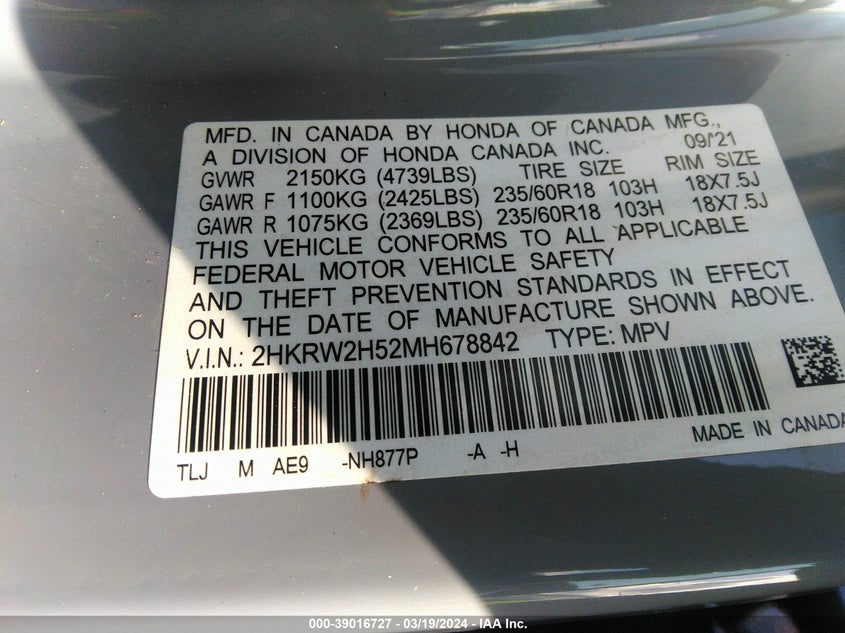 MFD. IN CANADA BY HONDA OF CANADA MFG.,
A DIVISION OF HONDA CANADA INC. 09/'21
GVWR 2150KG (4739LBS) TIRE SIZE RIM SIZE
GAWR F 1100KG (2425LBS) 235/60R18 103H 18X7.5J
GAWR R 1075KG (2369LBS) 235/60R18 103H 18X7.5J
THIS VEHICLE CONFORMS TO ALL APPLICABLE
FEDERAL MOTOR VEHICLE SAFETY
AND THEFT PREVENTION STANDARDS IN EFFECT
ON THE DATE OF MANUFACTURE SHOWN ABOVE.
V.I.N.: 2HKRW2H52MH678842 TYPE: MPV
MADE IN CANADA
TLJ M AE9 -NH877P -A -H
000-39016727 - 03/19/2024 - IAA Inc.